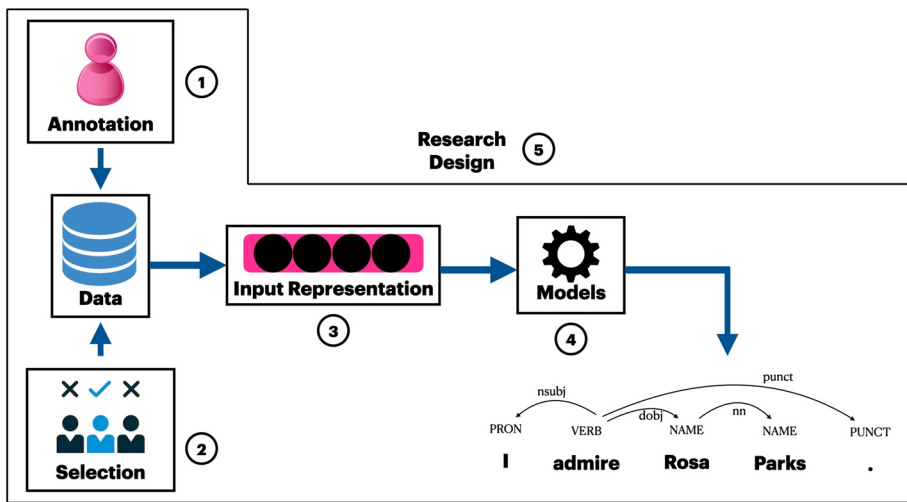 1
Annotation
Research
Design
5
Data
Input Representation
3
Models
4
Selection
2
nsubj
dobj
nn
punct
PRON VERB NAME NAME PUNCT
I admire Rosa Parks .